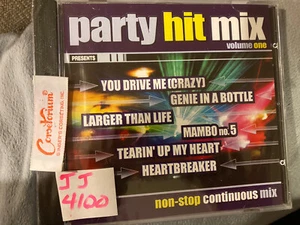 party hit mix
volume one
PRESENTS
YOU DRIVE ME (CRAZY)
GENIE IN A BOTTLE
LARGER THAN LIFE
MAMBO no. 5
TEARIN' UP MY HEART
HEARTBREAKER
non-stop continuous mix
JJ
4100